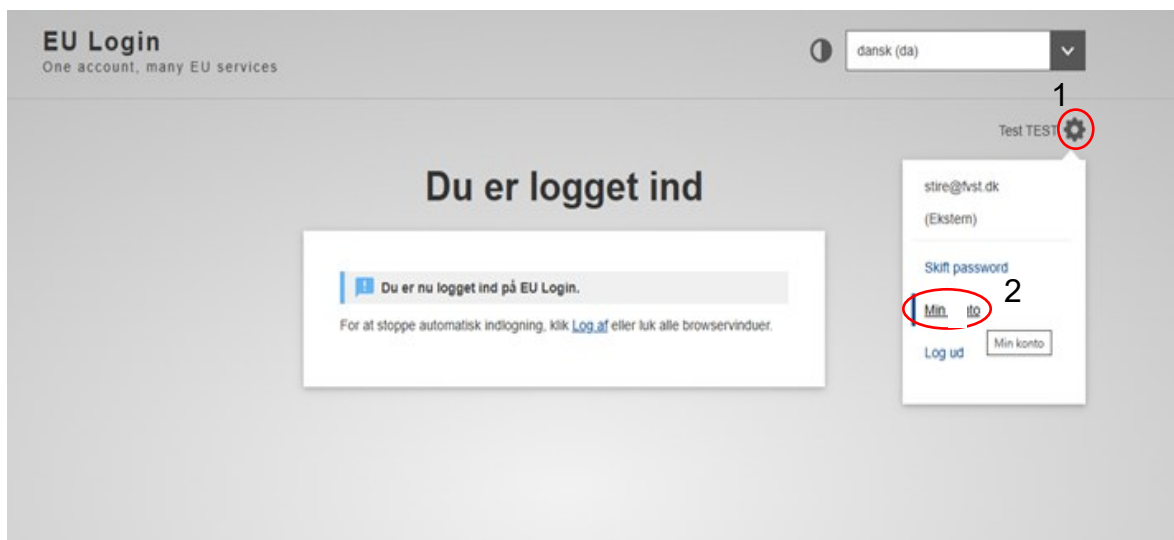 EU Login
One account, many EU services
dansk (da)
1
Test TEST
Du er logget ind
stire@fvst.dk
(Ekstern)
Du er nu logget ind på EU Login.
For at stoppe automatisk indlogning, klik Log af eller luk alle browservinduer.
Skift password
2
Min
Min konto
Log ud